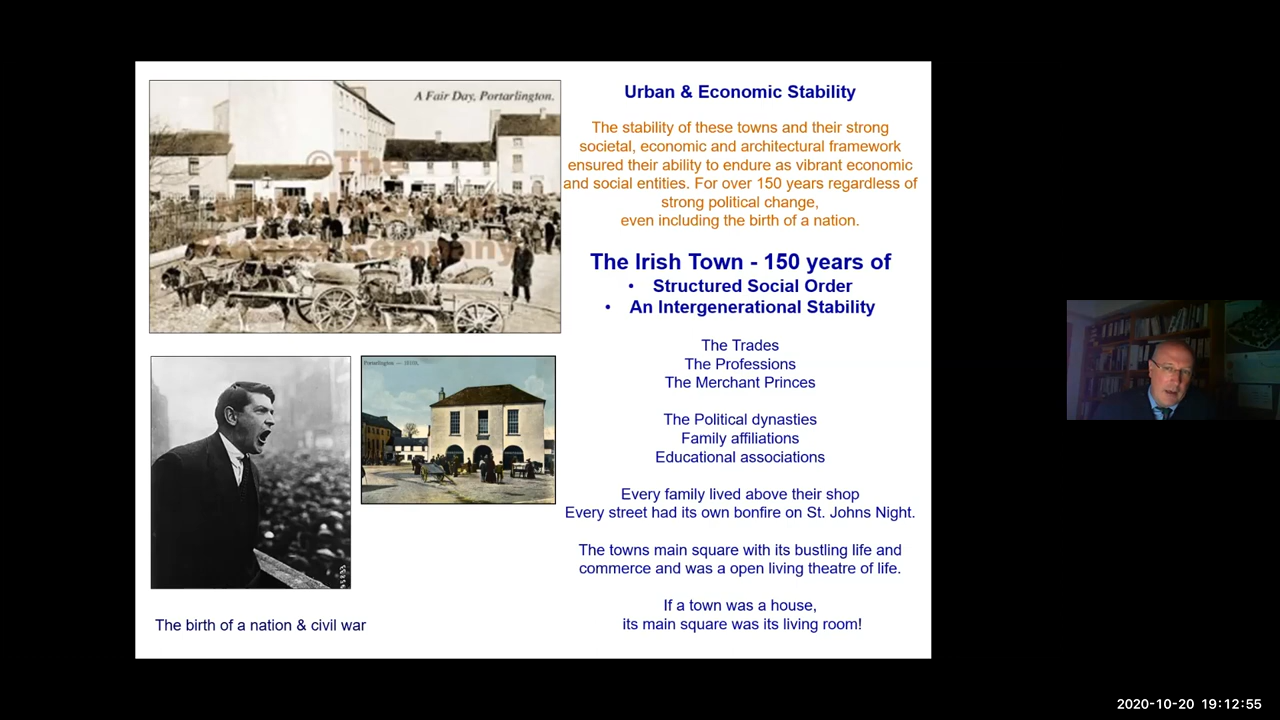 A Fair Day, Portarlington.
©The
Company
Portarlington
The birth of a nation & civil war
Urban & Economic Stability
The stability of these towns and their strong
societal, economic and architectural framework
ensured their ability to endure as vibrant economic
and social entities. For over 150 years regardless of
strong political change,
even including the birth of a nation.
The Irish Town - 150 years of
• Structured Social Order
• An Intergenerational Stability
The Trades
The Professions
The Merchant Princes
The Political dynasties
Family affiliations
Educational associations
Every family lived above their shop
Every street had its own bonfire on St. Johns Night.
The towns main square with its bustling life and
commerce and was a open living theatre of life.
If a town was a house,
its main square was its living room!
2020-10-20 19:12:55